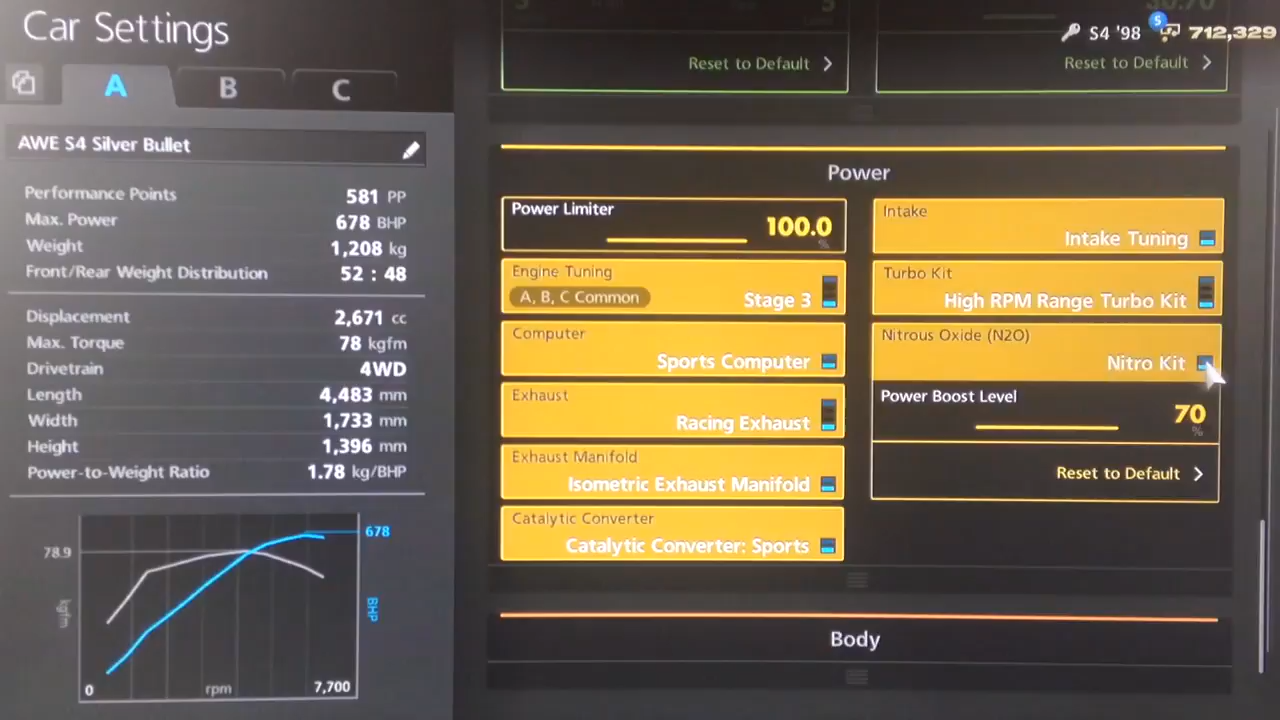 Car Settings
S4 '98
5
712,329
A
B
C
Reset to Default
Reset to Default
AWE S4 Silver Bullet
Performance Points 581 PP
Max. Power 678 BHP
Weight 1,208 kg
Front/Rear Weight Distribution 52 : 48
Displacement 2,671 cc
Max. Torque 78 kgfm
Drivetrain 4WD
Length 4,483 mm
Width 1,733 mm
Height 1,396 mm
Power-to-Weight Ratio 1.78 kg/BHP
678
78.9
kgfm
BHP
0 rpm 7,700
Power
Power Limiter
100.0
%
Engine Tuning
A, B, C Common
Stage 3
Computer
Sports Computer
Exhaust
Racing Exhaust
Exhaust Manifold
Isometric Exhaust Manifold
Catalytic Converter
Catalytic Converter: Sports
Intake
Intake Tuning
Turbo Kit
High RPM Range Turbo Kit
Nitrous Oxide (N2O)
Nitro Kit
Power Boost Level
70
%
Reset to Default
Body